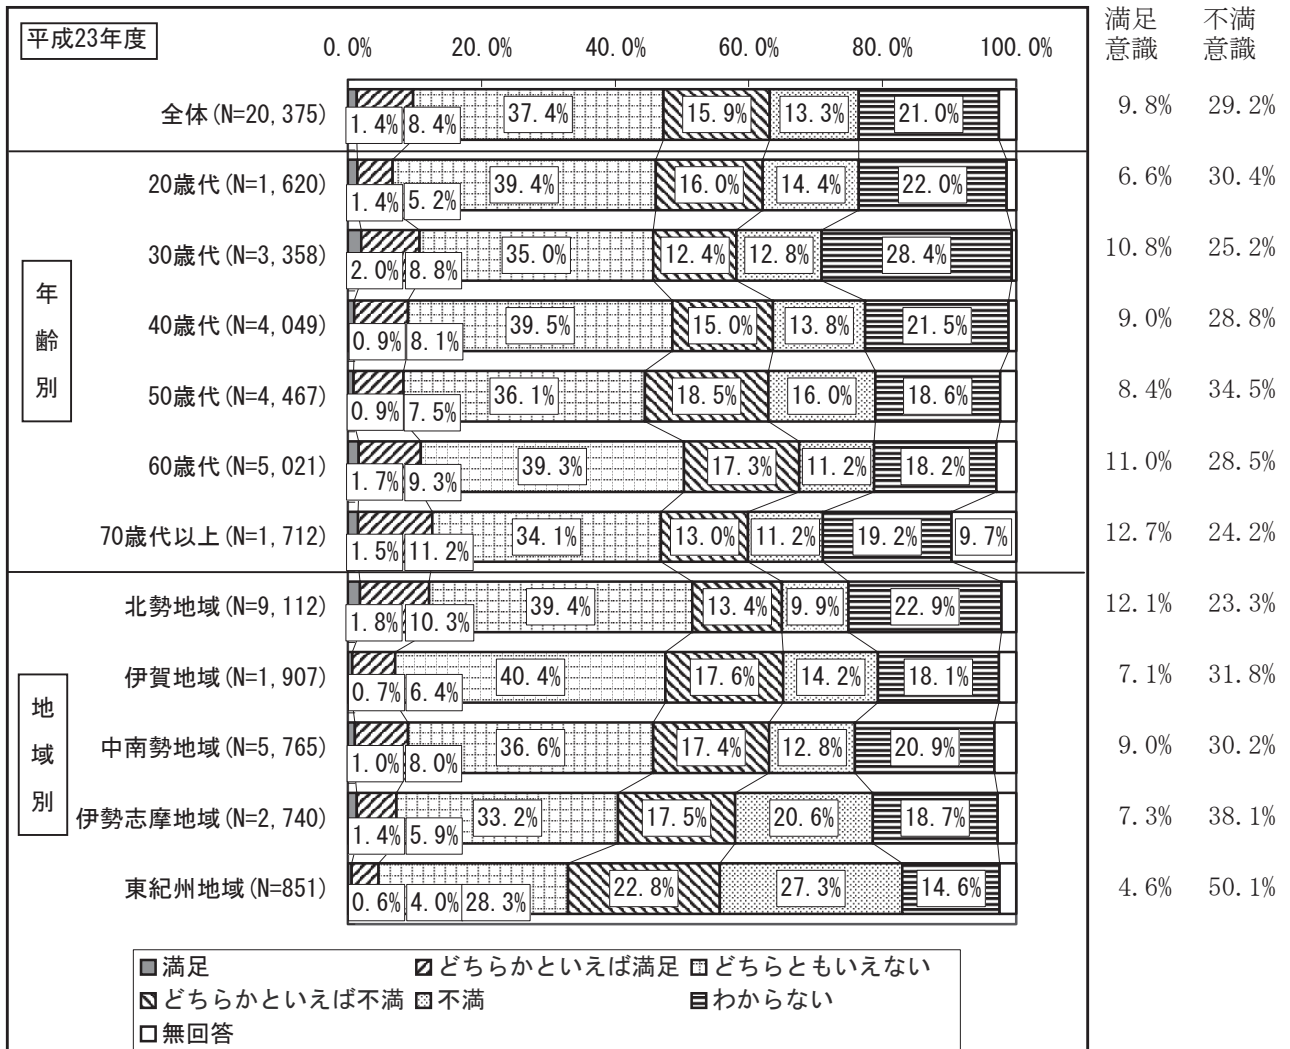 平成23年度
0.0% 20.0% 40.0% 60.0% 80.0% 100.0%
満足意識 不満意識
全体(N=20,375) 1.4% 8.4% 37.4% 15.9% 13.3% 21.0% 9.8% 29.2%
年齢別
20歳代(N=1,620) 1.4% 5.2% 39.4% 16.0% 14.4% 22.0% 6.6% 30.4%
30歳代(N=3,358) 2.0% 8.8% 35.0% 12.4% 12.8% 28.4% 10.8% 25.2%
40歳代(N=4,049) 0.9% 8.1% 39.5% 15.0% 13.8% 21.5% 9.0% 28.8%
50歳代(N=4,467) 0.9% 7.5% 36.1% 18.5% 16.0% 18.6% 8.4% 34.5%
60歳代(N=5,021) 1.7% 9.3% 39.3% 17.3% 11.2% 18.2% 11.0% 28.5%
70歳代以上(N=1,712) 1.5% 11.2% 34.1% 13.0% 11.2% 19.2% 9.7% 12.7% 24.2%
地域別
北勢地域(N=9,112) 1.8% 10.3% 39.4% 13.4% 9.9% 22.9% 12.1% 23.3%
伊賀地域(N=1,907) 0.7% 6.4% 40.4% 17.6% 14.2% 18.1% 7.1% 31.8%
中南勢地域(N=5,765) 1.0% 8.0% 36.6% 17.4% 12.8% 20.9% 9.0% 30.2%
伊勢志摩地域(N=2,740) 1.4% 5.9% 33.2% 17.5% 20.6% 18.7% 7.3% 38.1%
東紀州地域(N=851) 0.6% 4.0% 28.3% 22.8% 27.3% 14.6% 4.6% 50.1%
満足 どちらかといえば満足 どちらともいえない
どちらかといえば不満 不満 わからない
無回答